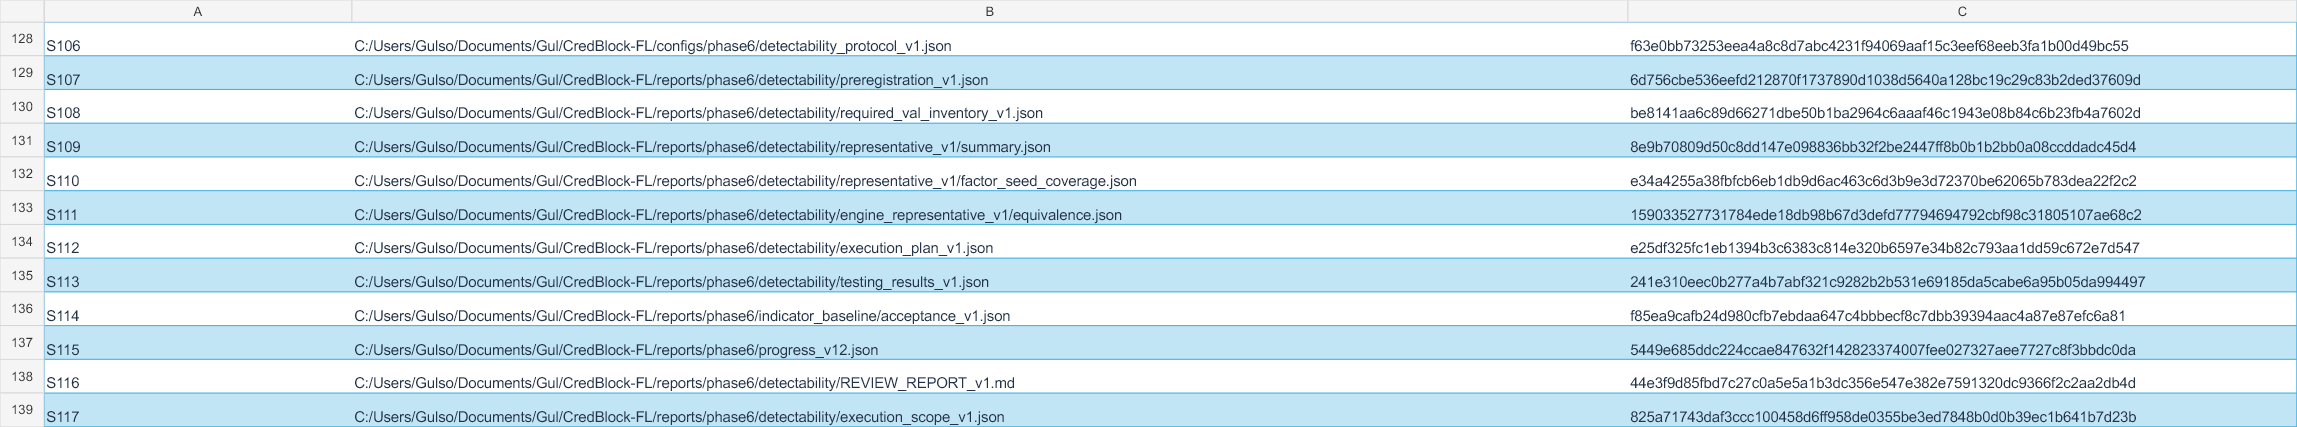 A B C
128 S106 C:/Users/Gulso/Documents/Gul/CredBlock-FL/configs/phase6/detectability_protocol_v1.json f63e0bb73253eea4a8c8d7abc4231f94069aaf15c3eef68eeb3fa1b00d49bc55
129 S107 C:/Users/Gulso/Documents/Gul/CredBlock-FL/reports/phase6/detectability/preregistration_v1.json 6d756cbe536eefd212870f1737890d1038d5640a128bc19c29c83b2ded37609d
130 S108 C:/Users/Gulso/Documents/Gul/CredBlock-FL/reports/phase6/detectability/required_val_inventory_v1.json be8141aa6c89d66271dbe50b1ba2964c6aaaf46c1943e08b84c6b23fb4a7602d
131 S109 C:/Users/Gulso/Documents/Gul/CredBlock-FL/reports/phase6/detectability/representative_v1/summary.json 8e9b70809d50c8dd147e098836bb32f2be2447ff8b0b1b2bb0a08ccddadc45d4
132 S110 C:/Users/Gulso/Documents/Gul/CredBlock-FL/reports/phase6/detectability/representative_v1/factor_seed_coverage.json e34a4255a38fbfcb6eb1db9d6ac463c6d3b9e3d72370be62065b783dea22f2c2
133 S111 C:/Users/Gulso/Documents/Gul/CredBlock-FL/reports/phase6/detectability/engine_representative_v1/equivalence.json 159033527731784ede18db98b67d3defd77794694792cbf98c31805107ae68c2
134 S112 C:/Users/Gulso/Documents/Gul/CredBlock-FL/reports/phase6/detectability/execution_plan_v1.json e25df325fc1eb1394b3c6383c814e320b6597e34b82c793aa1dd59c672e7d547
135 S113 C:/Users/Gulso/Documents/Gul/CredBlock-FL/reports/phase6/detectability/testing_results_v1.json 241e310eec0b277a4b7abf321c9282b2b531e69185da5cabe6a95b05da994497
136 S114 C:/Users/Gulso/Documents/Gul/CredBlock-FL/reports/phase6/indicator_baseline/acceptance_v1.json f85ea9cafb24d980cfb7ebdaa647c4bbbecf8c7dbb39394aac4a87e87efc6a81
137 S115 C:/Users/Gulso/Documents/Gul/CredBlock-FL/reports/phase6/progress_v12.json 5449e685ddc224ccae847632f142823374007fee027327aee7727c8f3bbdc0da
138 S116 C:/Users/Gulso/Documents/Gul/CredBlock-FL/reports/phase6/detectability/REVIEW_REPORT_v1.md 44e3f9d85fbd7c27c0a5e5a1b3dc356e547e382e7591320dc9366f2c2aa2db4d
139 S117 C:/Users/Gulso/Documents/Gul/CredBlock-FL/reports/phase6/detectability/execution_scope_v1.json 825a71743daf3ccc100458d6ff958de0355be3ed7848b0d0b39ec1b641b7d23b